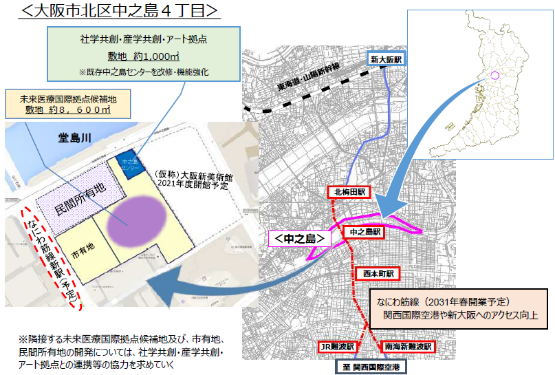 ＜大阪市北区中之島４丁目＞
社学共創・産学共創・アート拠点
敷地 約1,000㎡
※既存中之島センターを改修・機能強化
未来医療国際拠点候補地
敷地 約８，６００㎡
堂島川
中之島
センター
（仮称）大阪新美術館
2021年度開館予定
民間所有地
市有地
なにわ筋線新駅（予定）
新大阪駅
東海道・山陽新幹線
北梅田駅
＜中之島＞
中之島駅
西本町駅
なにわ筋線（2031年春開業予定）
関西国際空港や新大阪へのアクセス向上
JR難波駅
南海新難波駅
至 関西国際空港
※隣接する未来医療国際拠点候補地及び、市有地、
民間所有地の開発については、社学共創・産学共創・
アート拠点との連携等の協力を求めていく